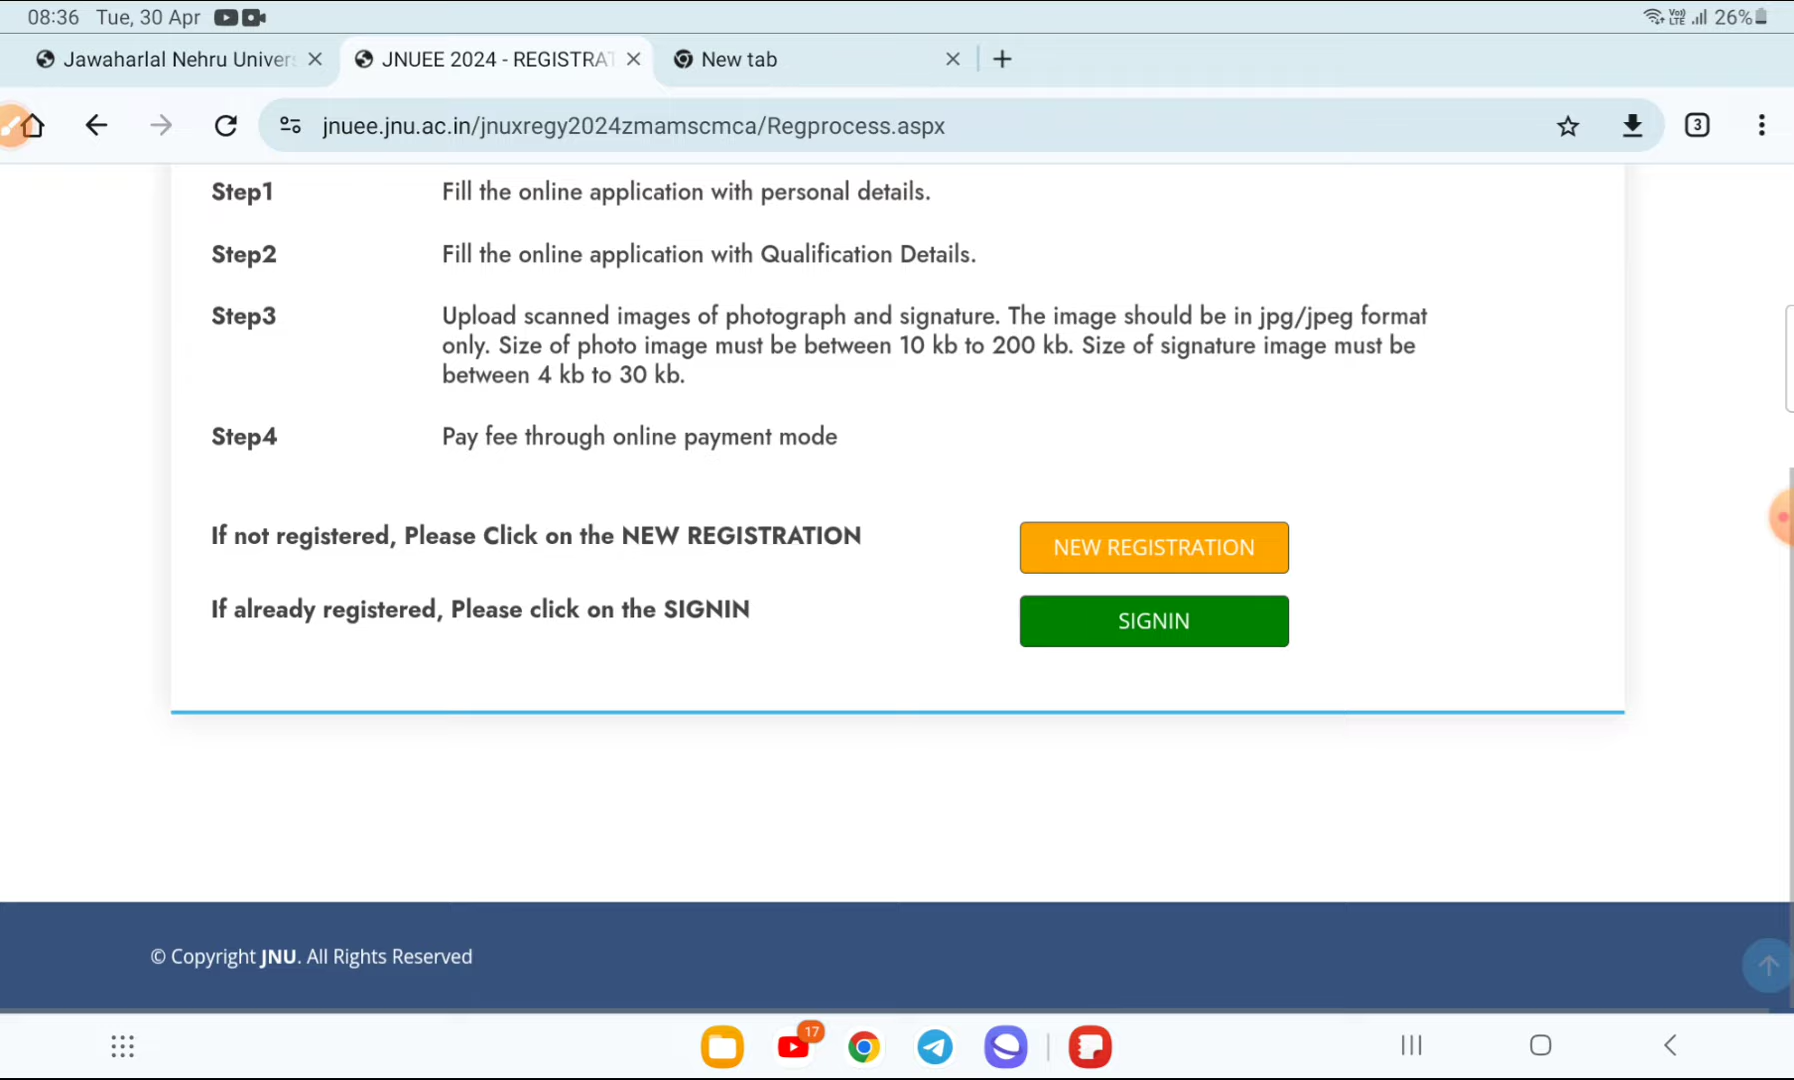 08:36 Tue, 30 Apr
26%
Jawaharlal Nehru Univer
JNUEE 2024 - REGISTRAT
New tab
jnuee.jnu.ac.in/jnuxregy2024zmamscmca/Regprocess.aspx
3
Step1 Fill the online application with personal details.
Step2 Fill the online application with Qualification Details.
Step3 Upload scanned images of photograph and signature. The image should be in jpg/jpeg format
only. Size of photo image must be between 10 kb to 200 kb. Size of signature image must be
between 4 kb to 30 kb.
Step4 Pay fee through online payment mode
If not registered, Please Click on the NEW REGISTRATION
NEW REGISTRATION
If already registered, Please click on the SIGNIN
SIGNIN
© Copyright JNU. All Rights Reserved
17